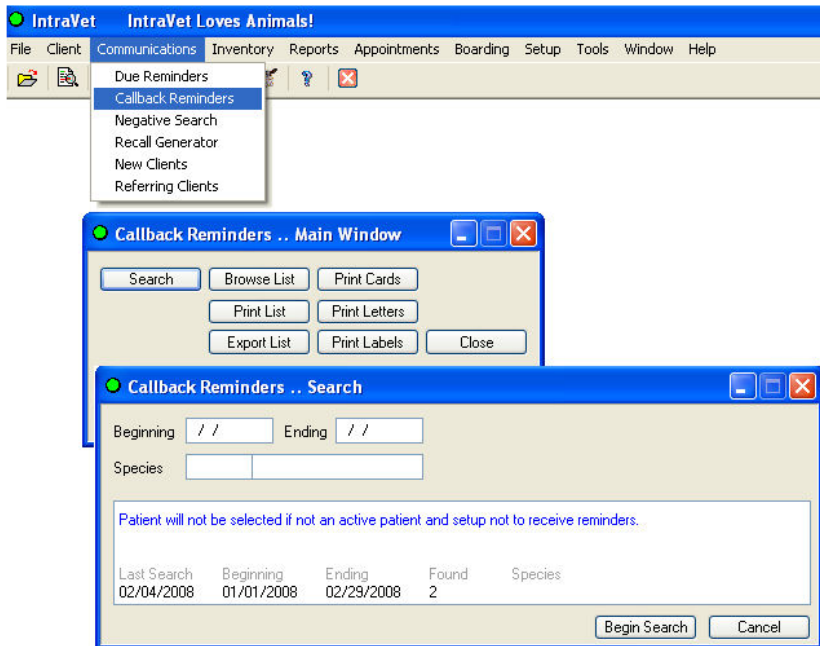 IntraVet IntraVet Loves Animals!
File Client Communications Inventory Reports Appointments Boarding Setup Tools Window Help
Due Reminders
Callback Reminders
Negative Search
Recall Generator
New Clients
Referring Clients
Callback Reminders .. Main Window
Search Browse List Print Cards
Print List Print Letters
Export List Print Labels Close
Callback Reminders .. Search
Beginning / / Ending / /
Species
Patient will not be selected if not an active patient and setup not to receive reminders.
Last Search Beginning Ending Found Species
02/04/2008 01/01/2008 02/29/2008 2
Begin Search Cancel